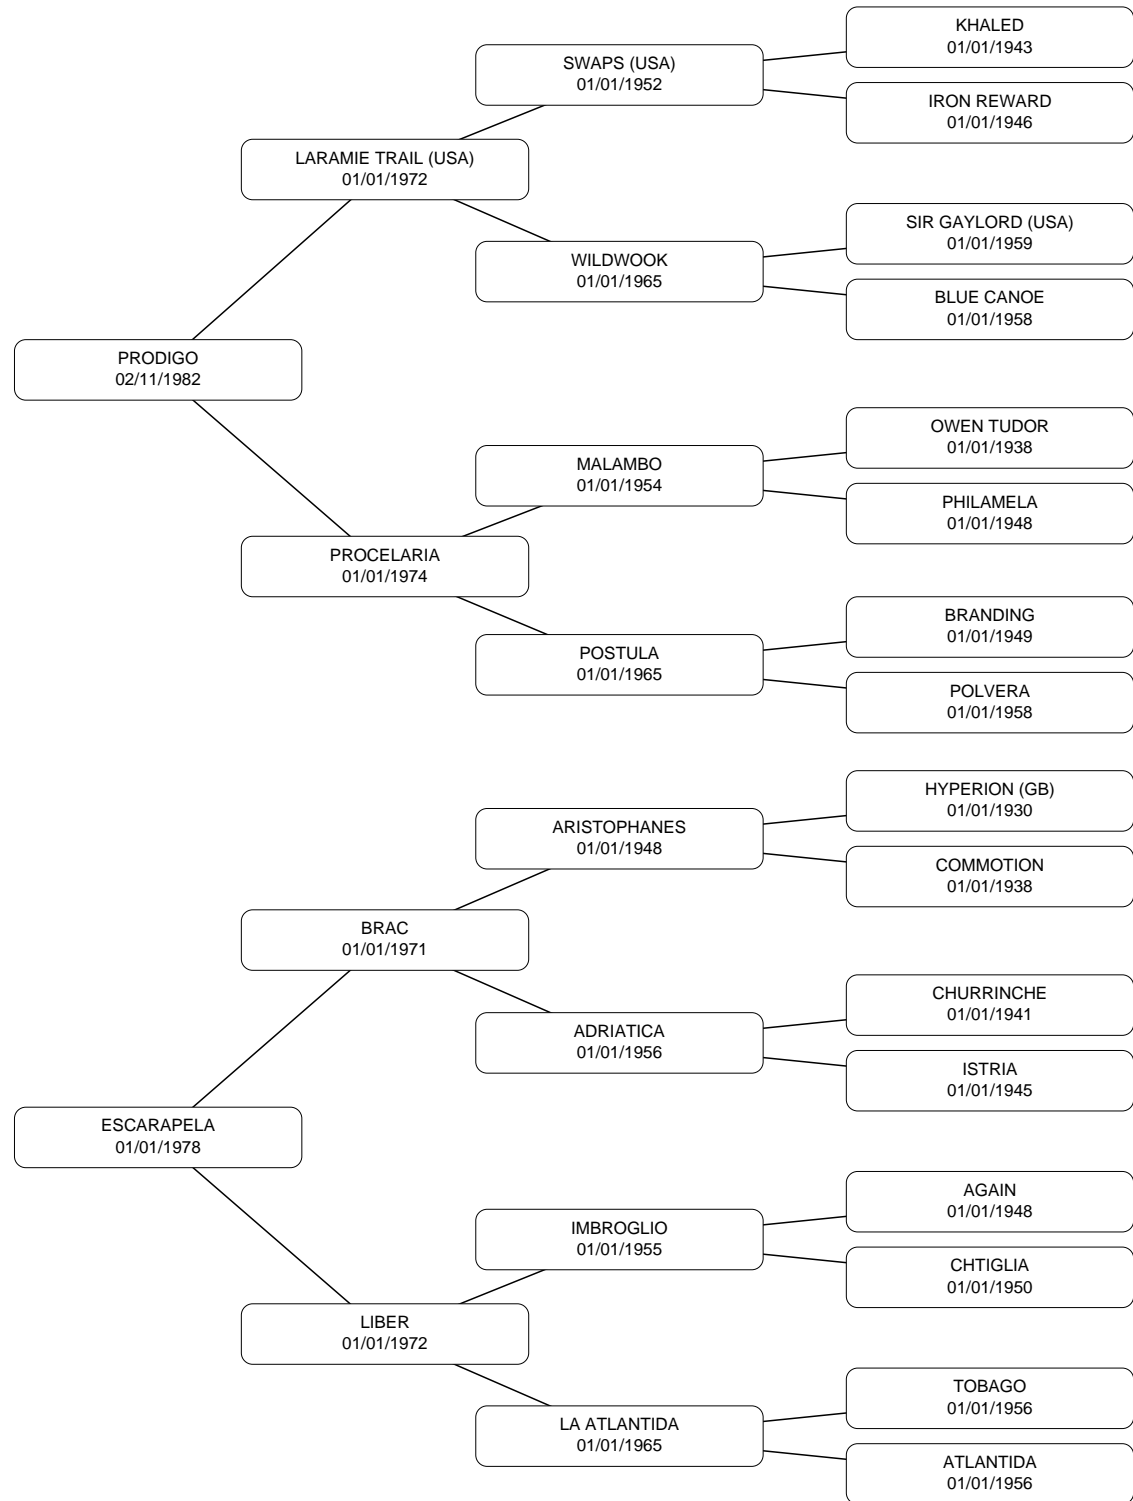 KHALED
01/01/1943
SWAPS (USA)
01/01/1952
IRON REWARD
01/01/1946
LARAMIE TRAIL (USA)
01/01/1972
SIR GAYLORD (USA)
01/01/1959
WILDWOOK
01/01/1965
BLUE CANOE
01/01/1958
PRODIGO
02/11/1982
OWEN TUDOR
01/01/1938
MALAMBO
01/01/1954
PHILAMELA
01/01/1948
PROCELARIA
01/01/1974
BRANDING
01/01/1949
POSTULA
01/01/1965
POLVERA
01/01/1958
HYPERION (GB)
01/01/1930
ARISTOPHANES
01/01/1948
COMMOTION
01/01/1938
BRAC
01/01/1971
CHURRINCHE
01/01/1941
ADRIATICA
01/01/1956
ISTRIA
01/01/1945
ESCARAPELA
01/01/1978
AGAIN
01/01/1948
IMBROGLIO
01/01/1955
CHTIGLIA
01/01/1950
LIBER
01/01/1972
TOBAGO
01/01/1956
LA ATLANTIDA
01/01/1965
ATLANTIDA
01/01/1956